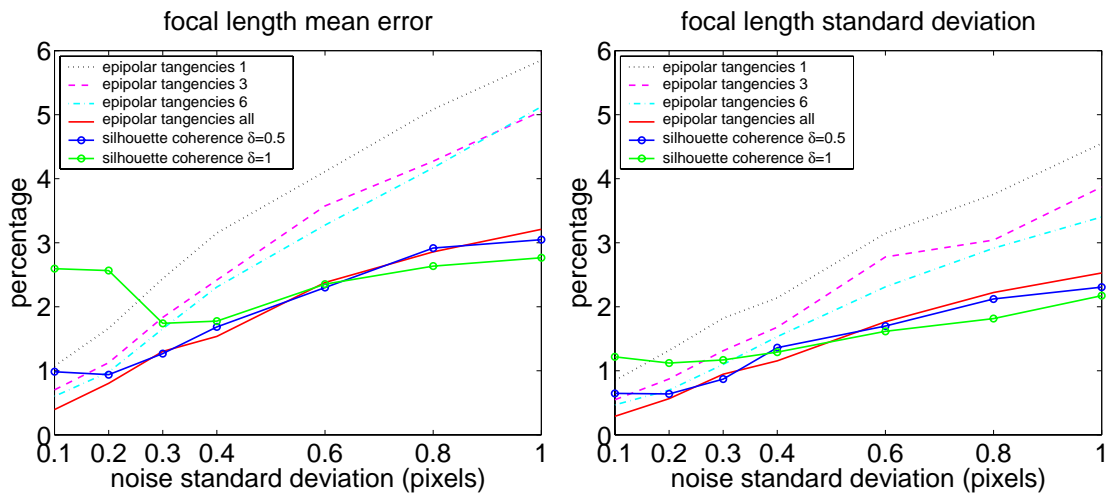 focal length mean error
6
5
4
3
2
1
0
percentage
epipolar tangencies 1
epipolar tangencies 3
epipolar tangencies 6
epipolar tangencies all
silhouette coherence δ=0.5
silhouette coherence δ=1
0.1 0.2 0.3 0.4 0.6 0.8 1
noise standard deviation (pixels)
focal length standard deviation
6
5
4
3
2
1
0
percentage
epipolar tangencies 1
epipolar tangencies 3
epipolar tangencies 6
epipolar tangencies all
silhouette coherence δ=0.5
silhouette coherence δ=1
0.1 0.2 0.3 0.4 0.6 0.8 1
noise standard deviation (pixels)